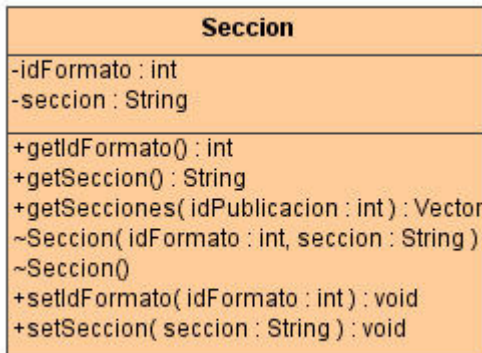 Seccion
-idFormato : int
-seccion : String
+getIdFormato() : int
+getSeccion() : String
+getSecciones( idPublicacion : int ) : Vector
~Seccion( idFormato : int, seccion : String )
~Seccion()
+setIdFormato( idFormato : int ) : void
+setSeccion( seccion : String ) : void